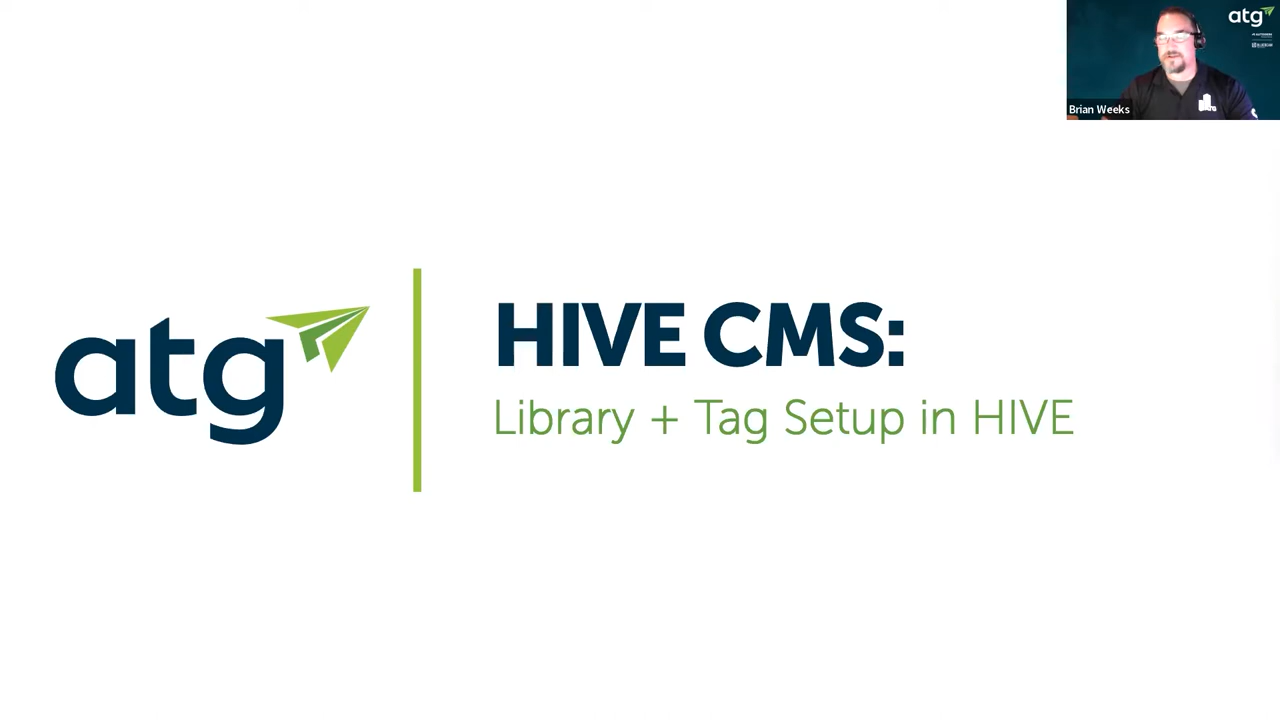 atg
Brian Weeks
atg
HIVE CMS:
Library + Tag Setup in HIVE